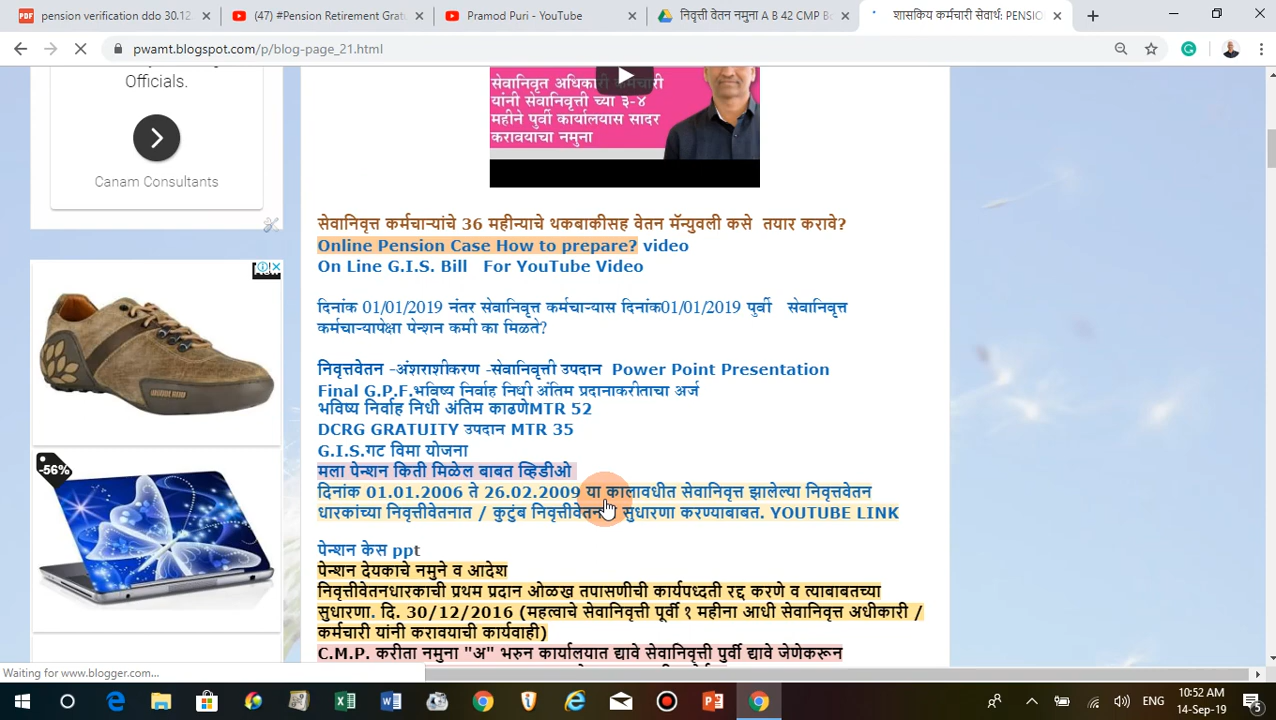 pension verification ddo 30.12
(47) #Pension Retirement Grat
Pramod Puri - YouTube
निवृत्ती वेतन नमुना A B 42 CMP B
शासकिय कर्मचारी सेवार्थ: PENSIO
pwamt.blogspot.com/p/blog-page_21.html
Officials.
Canam Consultants
-56%
सेवानिवृत अधिकारी कर्मचारी
यांनी सेवानिवृत्ती च्या ३-४
महीने पुर्वी कार्यालयास सादर
करावयाचा नमुना
सेवानिवृत्त कर्मचाऱ्यांचे 36 महीन्याचे थकबाकीसह वेतन मॅन्युवली कसे तयार करावे?
Online Pension Case How to prepare? video
On Line G.I.S. Bill For YouTube Video
दिनांक 01/01/2019 नंतर सेवानिवृत्त कर्मचाऱ्यास दिनांक01/01/2019 पुर्वी सेवानिवृत्त
कर्मचाऱ्यापेक्षा पेन्शन कमी का मिळते?
निवृत्तवेतन -अंशराशीकरण -सेवानिवृत्ती उपदान Power Point Presentation
Final G.P.F.भविष्य निर्वाह निधी अंतिम प्रदानाकरीताचा अर्ज
भविष्य निर्वाह निधी अंतिम काढणेMTR 52
DCRG GRATUITY उपदान MTR 35
G.I.S.गट विमा योजना
मला पेन्शन किती मिळेल बाबत व्हिडीओ
दिनांक 01.01.2006 ते 26.02.2009 या कालावधीत सेवानिवृत्त झालेल्या निवृत्तवेतन
धारकांच्या निवृत्तीवेतनात / कुटुंब निवृत्तीवेतन सुधारणा करण्याबाबत. YOUTUBE LINK
पेन्शन केस ppt
पेन्शन देयकाचे नमुने व आदेश
निवृत्तीवेतनधारकाची प्रथम प्रदान ओळख तपासणीची कार्यपध्दती रद्द करणे व त्याबाबतच्या
सुधारणा. दि. 30/12/2016 (महत्वाचे सेवानिवृत्ती पूर्वी १ महीना आधी सेवानिवृत्त अधीकारी /
कर्मचारी यांनी करावयाची कार्यवाही)
C.M.P. करीता नमुना "अ" भरुन कार्यालयात द्यावे सेवानिवृत्ती पुर्वी द्यावे जेणेकरून
Waiting for www.blogger.com...
ENG
10:52 AM
14-Sep-19
5